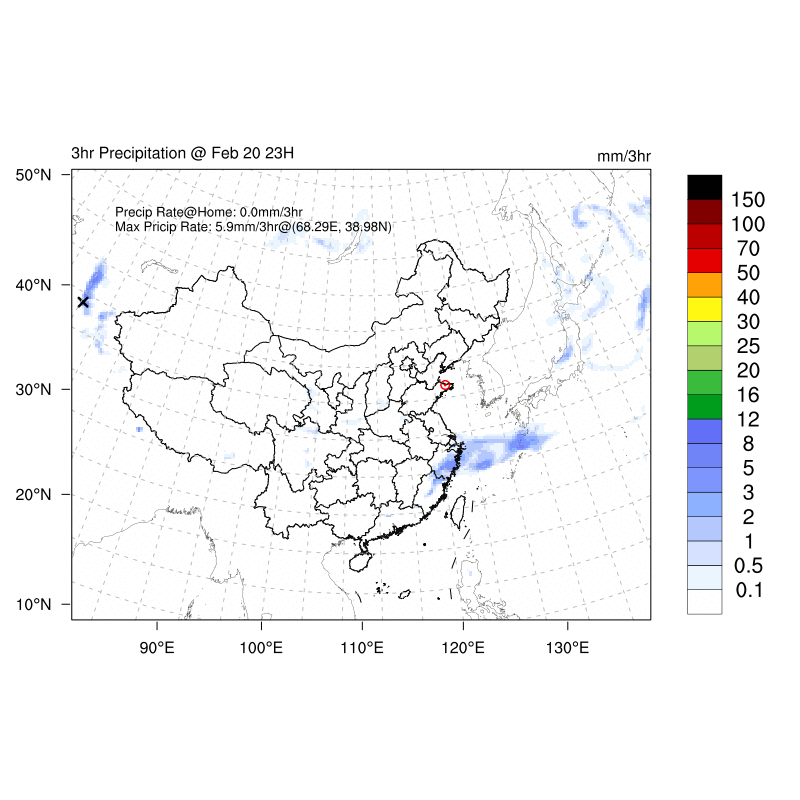 3hr Precipitation @ Feb 20 23H
mm/3hr
Precip Rate@Home: 0.0mm/3hr
Max Pricip Rate: 5.9mm/3hr@(68.29E, 38.98N)
50°N
40°N
30°N
20°N
10°N
90°E
100°E
110°E
120°E
130°E
150
100
70
50
40
30
25
20
16
12
8
5
3
2
1
0.5
0.1